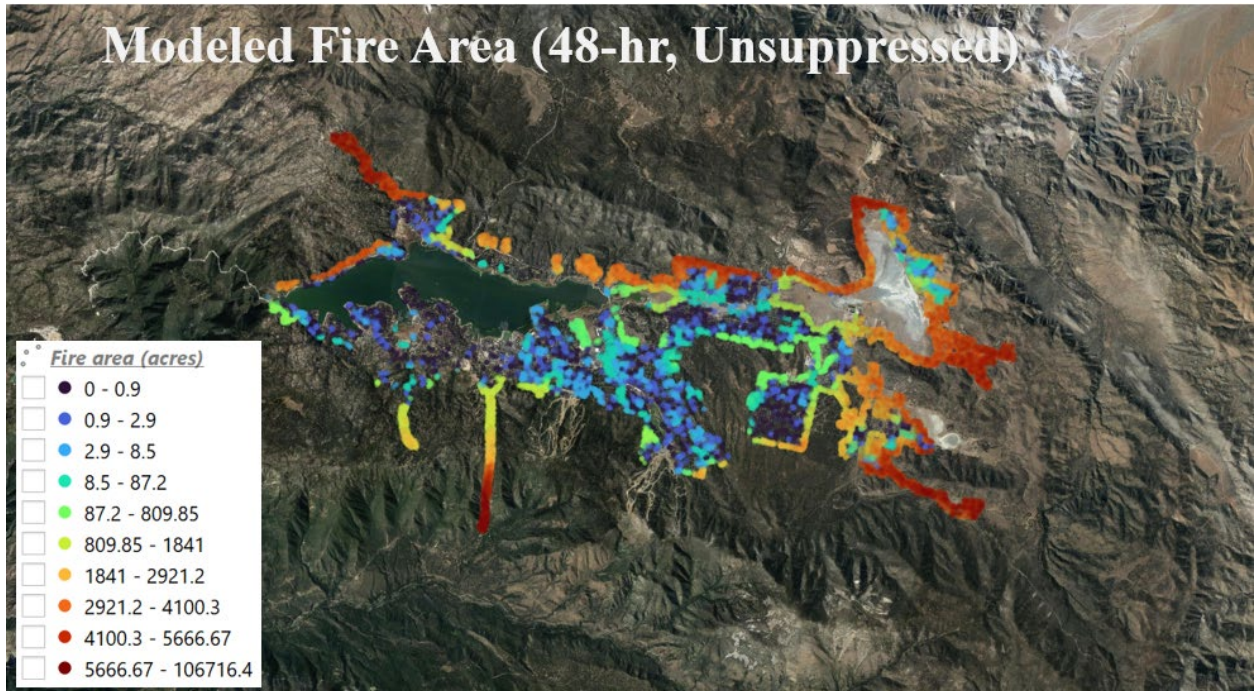 Modeled Fire Area (48-hr, Unsuppressed)
Fire area (acres)
0 - 0.9
0.9 - 2.9
2.9 - 8.5
8.5 - 87.2
87.2 - 809.85
809.85 - 1841
1841 - 2921.2
2921.2 - 4100.3
4100.3 - 5666.67
5666.67 - 106716.4